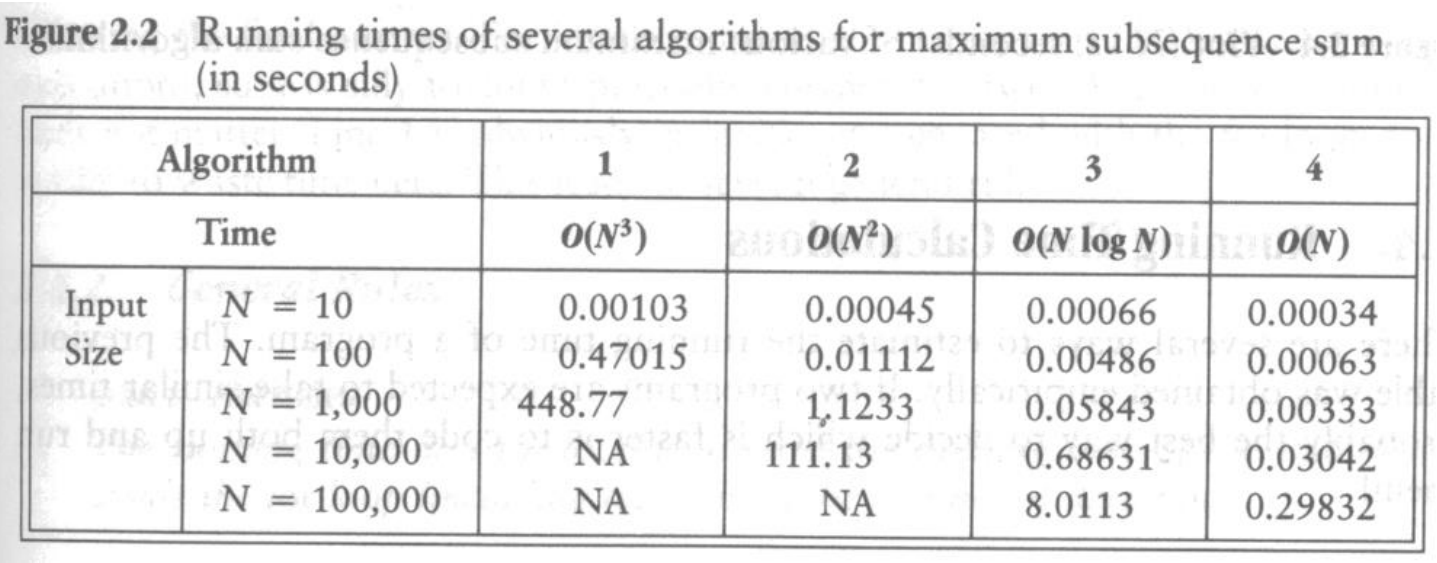 Figure 2.2 Running times of several algorithms for maximum subsequence sum
(in seconds)
Algorithm 1 2 3 4
Time O(N³) O(N²) O(N log N) O(N)
Input N = 10 0.00103 0.00045 0.00066 0.00034
Size N = 100 0.47015 0.01112 0.00486 0.00063
N = 1,000 448.77 1.1233 0.05843 0.00333
N = 10,000 NA 111.13 0.68631 0.03042
N = 100,000 NA NA 8.0113 0.29832